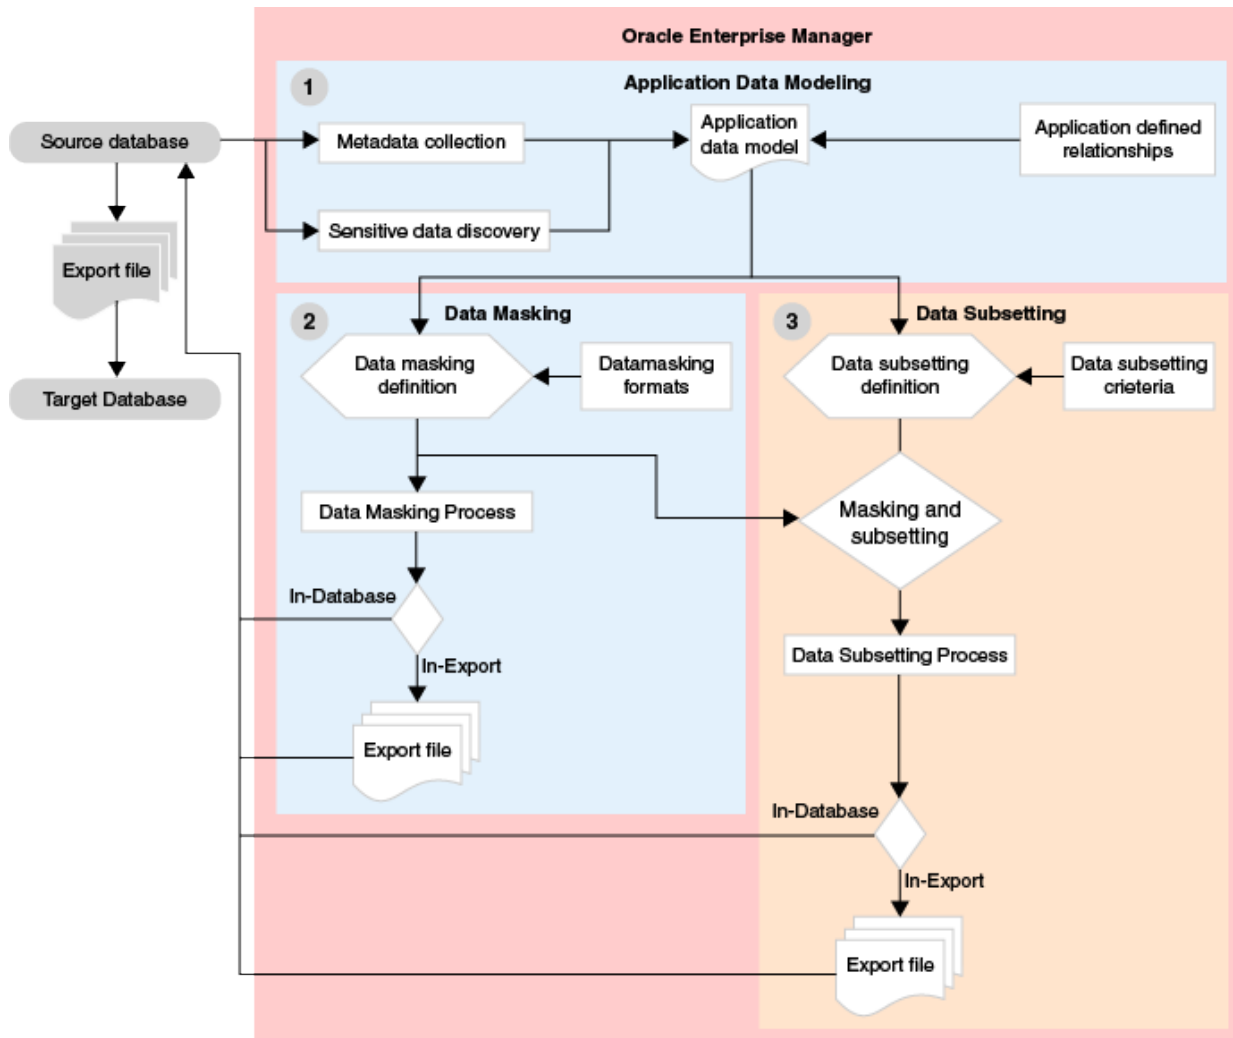 Oracle Enterprise Manager
1
Application Data Modeling
Source database
Metadata collection
Application
data model
Application defined
relationships
Sensitive data discovery
Export file
Target Database
2
Data Masking
Data masking
definition
Datamasking
formats
3
Data Subsetting
Data subsetting
definition
Data subsetting
crieteria
Data Masking Process
Masking and
subsetting
In-Database
In-Export
Export file
Data Subsetting Process
In-Database
In-Export
Export file